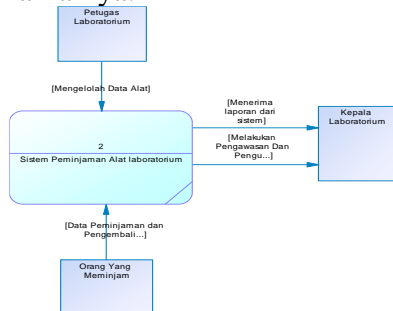 Petugas
Laboratorium
[Mengelolah Data Alat]
[Menerima
laporan dari
sistem]
Kepala
Laboratorium
[Melakukan
Pengawasan Dan
Pengu...]
2
Sistem Peminjaman Alat laboratorium
[Data Peminjaman dan
Pengembali...]
Orang Yang
Meminjam